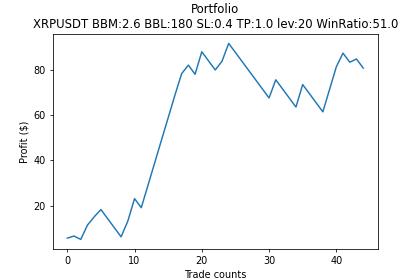 Portfolio
XRPUSDT BBM:2.6 BBL:180 SL:0.4 TP:1.0 lev:20 WinRatio:51.0
Profit ($)
80
60
40
20
0 10 20 30 40
Trade counts